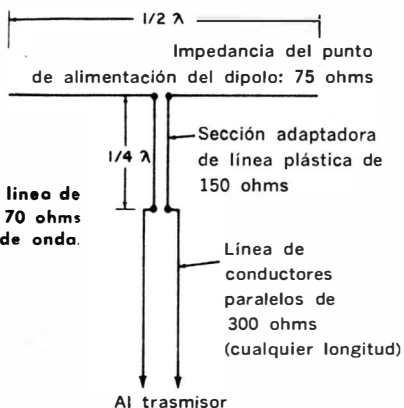 1/2 λ
Impedancia del punto
de alimentación del dipolo: 75 ohms
1/4 λ
Sección adaptadora
de línea plástica de
150 ohms
linea de
70 ohms
de onda.
Línea de
conductores
paralelos de
300 ohms
(cualquier longitud)
Al trasmisor